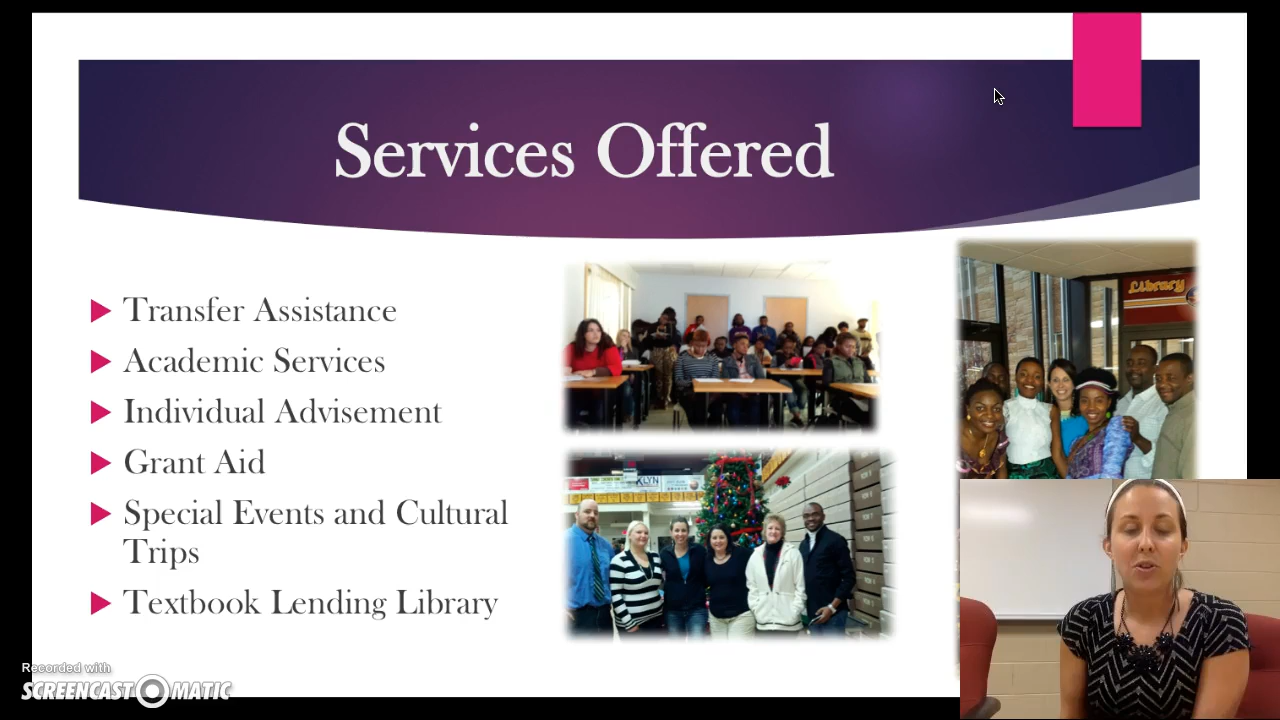 Services Offered
Transfer Assistance
Academic Services
Individual Advisement
Grant Aid
Special Events and Cultural
Trips
Textbook Lending Library
Library
KLYN
Recorded with
SCREENCAST-O-MATIC